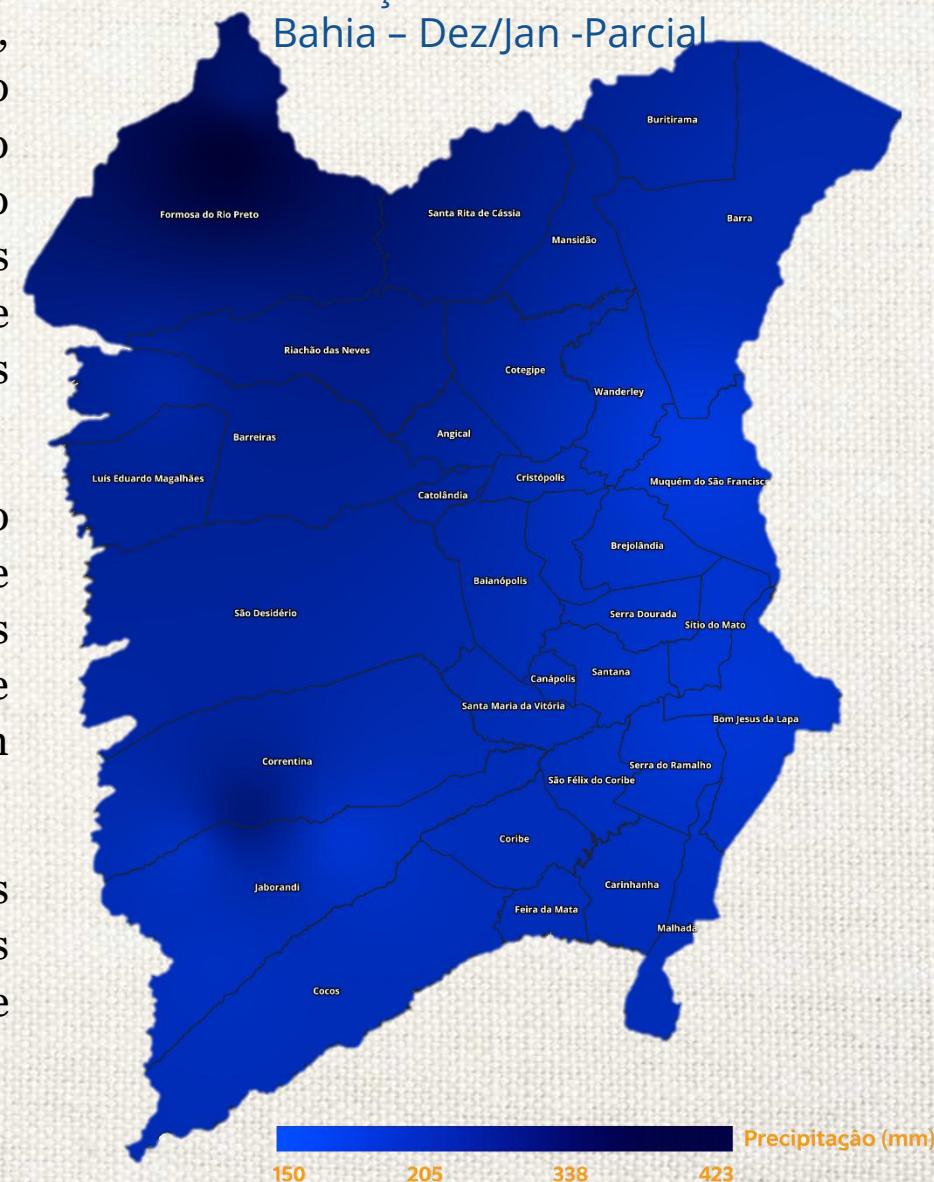 Bahia – Dez/Jan -Parcial
Buritirama
Formosa do Rio Preto
Santa Rita de Cássia
Barra
Mansidão
Riachão das Neves
Cotegipe
Wanderley
Barreiras
Angical
Luís Eduardo Magalhães
Cristópolis
Muquém do São Francisc
Catolândia
Brejolândia
Baianópolis
São Desidério
Serra Dourada
Sítio do Mato
Canápolis
Santana
Santa Maria da Vitória
Bom Jesus da Lapa
Correntina
Serra do Ramalho
São Félix do Coribe
Coribe
Jaborandi
Carinhanha
Feira da Mata
Malhada
Cocos
Precipitação (mm)
150 205 338 423